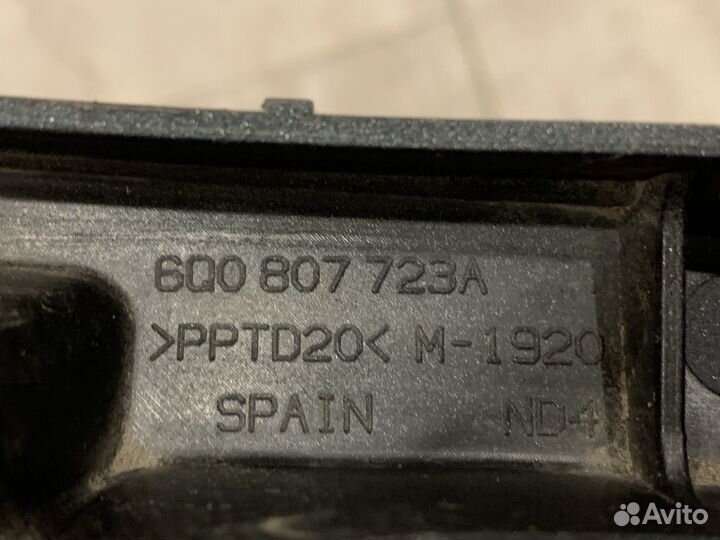 6Q0 807 723A
>PPTD20< M-1920
SPAIN ND4
Avito